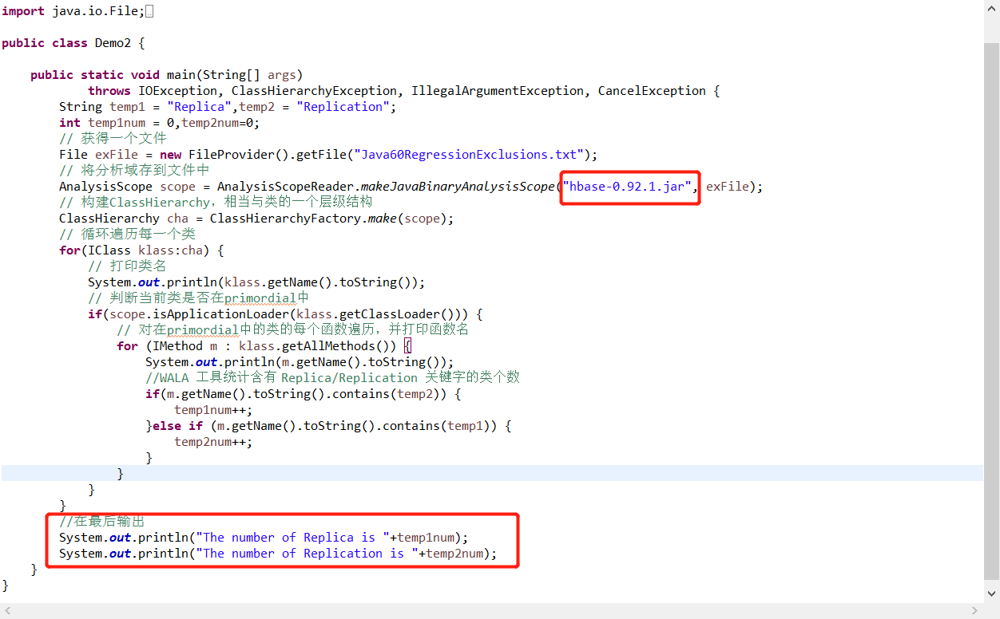 import java.io.File;
public class Demo2 {
public static void main(String[] args)
throws IOException, ClassHierarchyException, IllegalArgumentException, CancelException {
String temp1 = "Replica",temp2 = "Replication";
int temp1num = 0,temp2num=0;
// 获得一个文件
File exFile = new FileProvider().getFile("Java60RegressionExclusions.txt");
// 将分析域存到文件中
AnalysisScope scope = AnalysisScopeReader.makeJavaBinaryAnalysisScope("hbase-0.92.1.jar", exFile);
// 构建ClassHierarchy，相当与类的一个层级结构
ClassHierarchy cha = ClassHierarchyFactory.make(scope);
// 循环遍历每一个类
for(IClass klass:cha) {
// 打印类名
System.out.println(klass.getName().toString());
// 判断当前类是否在primordial中
if(scope.isApplicationLoader(klass.getClassLoader())) {
// 对在primordial中的类的每个函数遍历，并打印函数名
for (IMethod m : klass.getAllMethods()) {
System.out.println(m.getName().toString());
//WALA 工具统计含有 Replica/Replication 关键字的类个数
if(m.getName().toString().contains(temp2)) {
temp1num++;
}else if (m.getName().toString().contains(temp1)) {
temp2num++;
}
}
}
}
//在最后输出
System.out.println("The number of Replica is "+temp1num);
System.out.println("The number of Replication is "+temp2num);
}
}